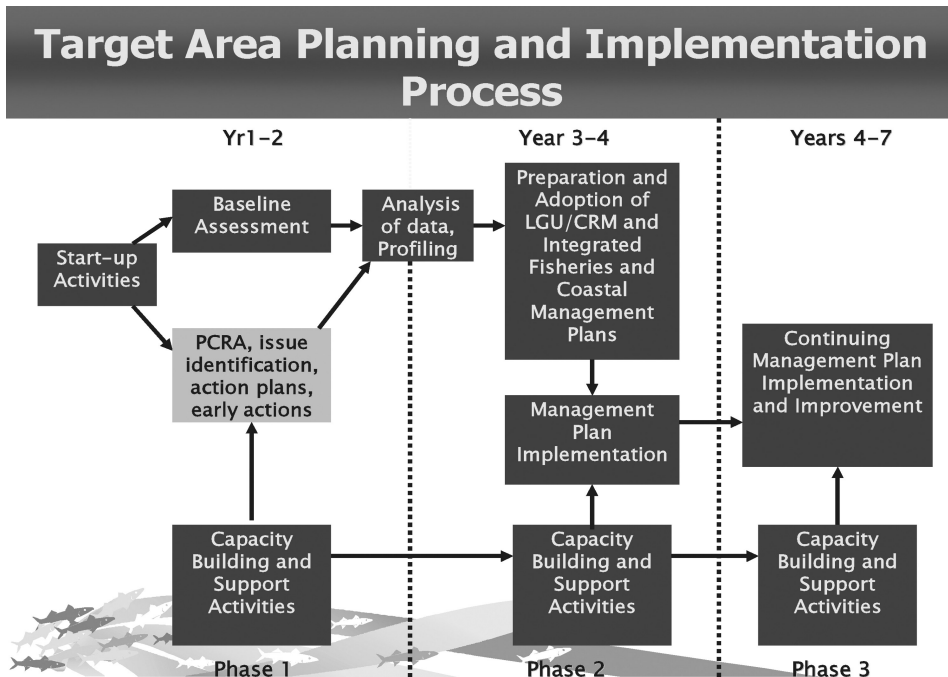 Target Area Planning and Implementation
Process
Yr1-2
Year 3-4
Years 4-7
Start-up
Activities
Baseline
Assessment
Analysis
of data,
Profiling
PCRA, issue
identification,
action plans,
early actions
Preparation and
Adoption of
LGU/CRM and
Integrated
Fisheries and
Coastal
Management
Plans
Management
Plan
Implementation
Continuing
Management Plan
Implementation
and Improvement
Capacity
Building and
Support
Activities
Capacity
Building and
Support
Activities
Capacity
Building and
Support
Activities
Phase 1
Phase 2
Phase 3